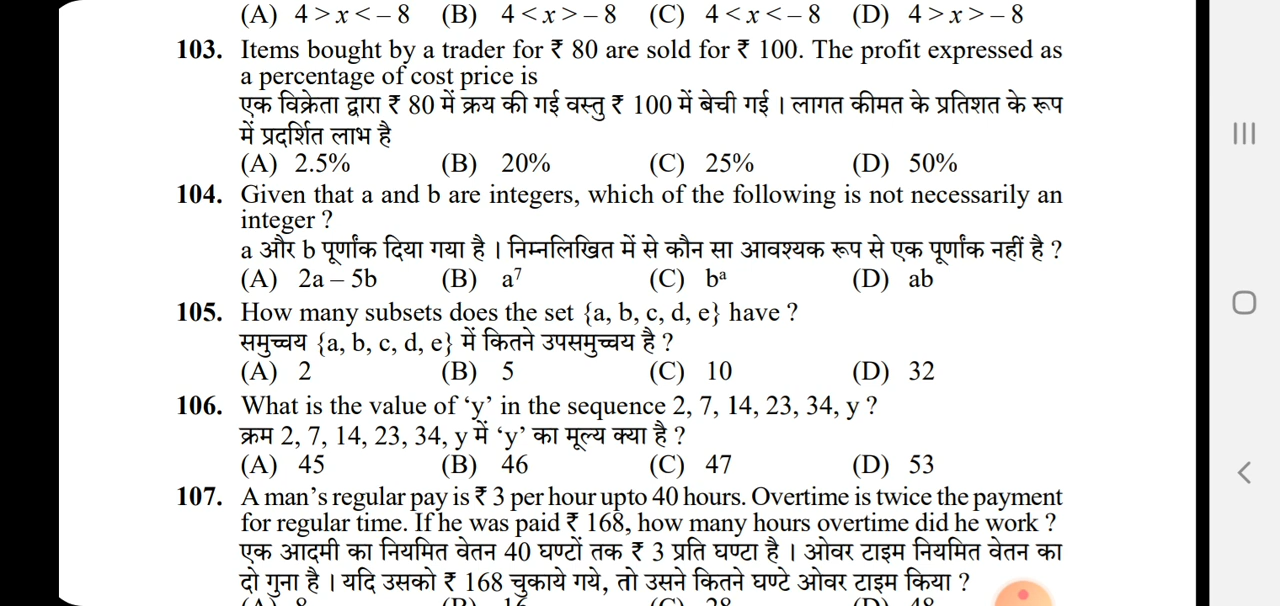 (A) 4 > x < – 8 (B) 4 < x > – 8 (C) 4 < x < – 8 (D) 4 > x > – 8
103. Items bought by a trader for ₹ 80 are sold for ₹ 100. The profit expressed as
a percentage of cost price is
एक विक्रेता द्वारा ₹ 80 में क्रय की गई वस्तु ₹ 100 में बेची गई । लागत कीमत के प्रतिशत के रूप
में प्रदर्शित लाभ है
(A) 2.5% (B) 20% (C) 25% (D) 50%
104. Given that a and b are integers, which of the following is not necessarily an
integer ?
a और b पूर्णांक दिया गया है । निम्नलिखित में से कौन सा आवश्यक रूप से एक पूर्णांक नहीं है ?
(A) 2a – 5b (B) a⁷ (C) bᵃ (D) ab
105. How many subsets does the set {a, b, c, d, e} have ?
समुच्चय {a, b, c, d, e} में कितने उपसमुच्चय है ?
(A) 2 (B) 5 (C) 10 (D) 32
106. What is the value of ‘y’ in the sequence 2, 7, 14, 23, 34, y ?
क्रम 2, 7, 14, 23, 34, y में ‘y’ का मूल्य क्या है ?
(A) 45 (B) 46 (C) 47 (D) 53
107. A man’s regular pay is ₹ 3 per hour upto 40 hours. Overtime is twice the payment
for regular time. If he was paid ₹ 168, how many hours overtime did he work ?
एक आदमी का नियमित वेतन 40 घण्टों तक ₹ 3 प्रति घण्टा है । ओवर टाइम नियमित वेतन का
दो गुना है । यदि उसको ₹ 168 चुकाये गये, तो उसने कितने घण्टे ओवर टाइम किया ?